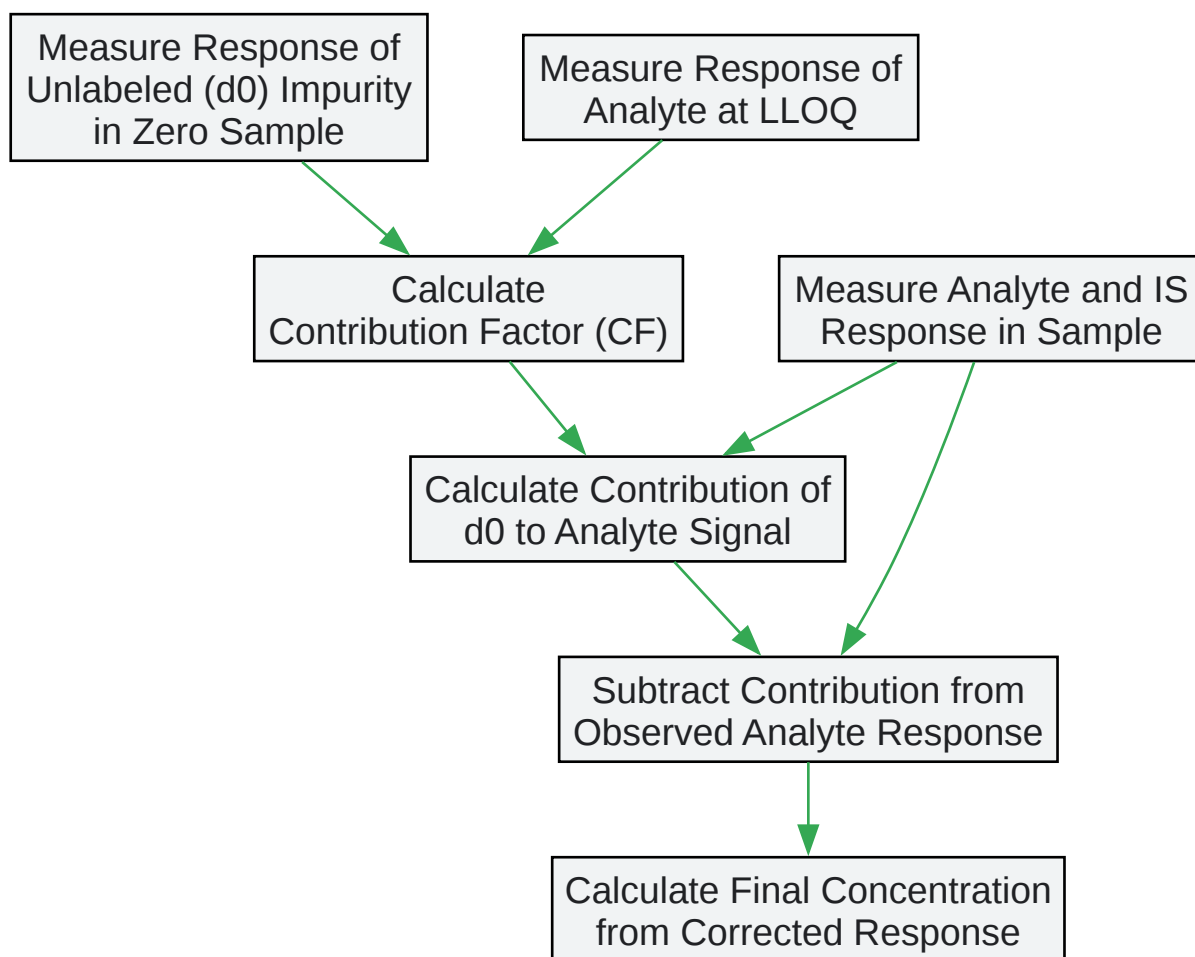 Measure Response of
Unlabeled (d0) Impurity
in Zero Sample
Measure Response of
Analyte at LLOQ
Calculate
Contribution Factor (CF)
Measure Analyte and IS
Response in Sample
Calculate Contribution of
d0 to Analyte Signal
Subtract Contribution from
Observed Analyte Response
Calculate Final Concentration
from Corrected Response